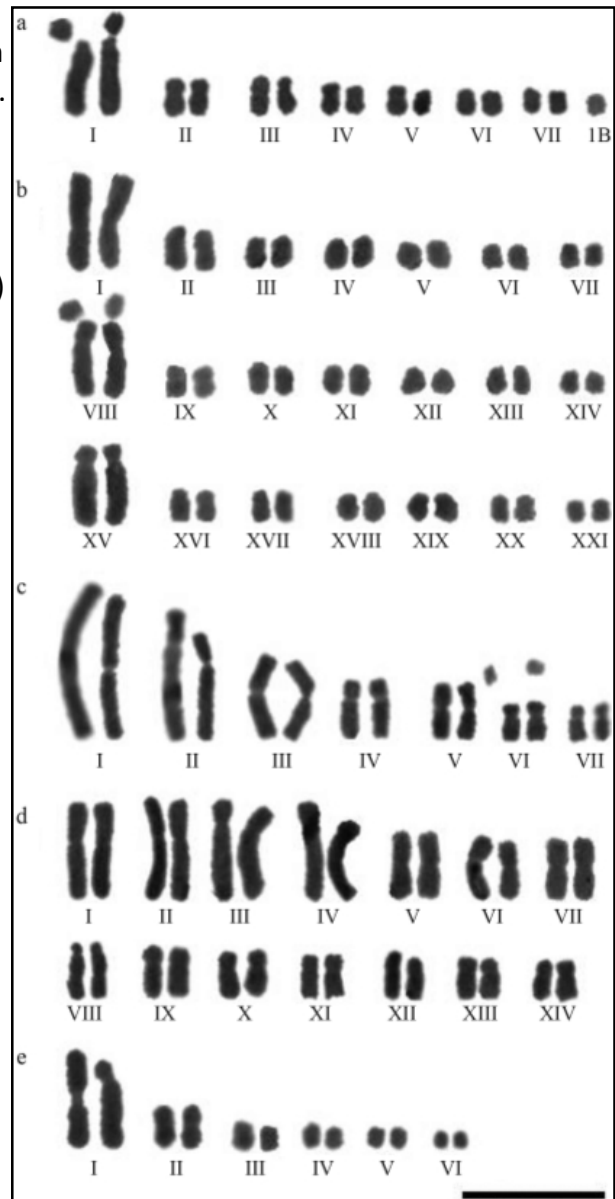 a
I II III IV V VI VII 1B
b
I II III IV V VI VII
VIII IX X XI XII XIII XIV
XV XVI XVII XVIII XIX XX XXI
c
I II III IV V VI VII
d
I II III IV V VI VII
VIII IX X XI XII XIII XIV
e
I II III IV V VI